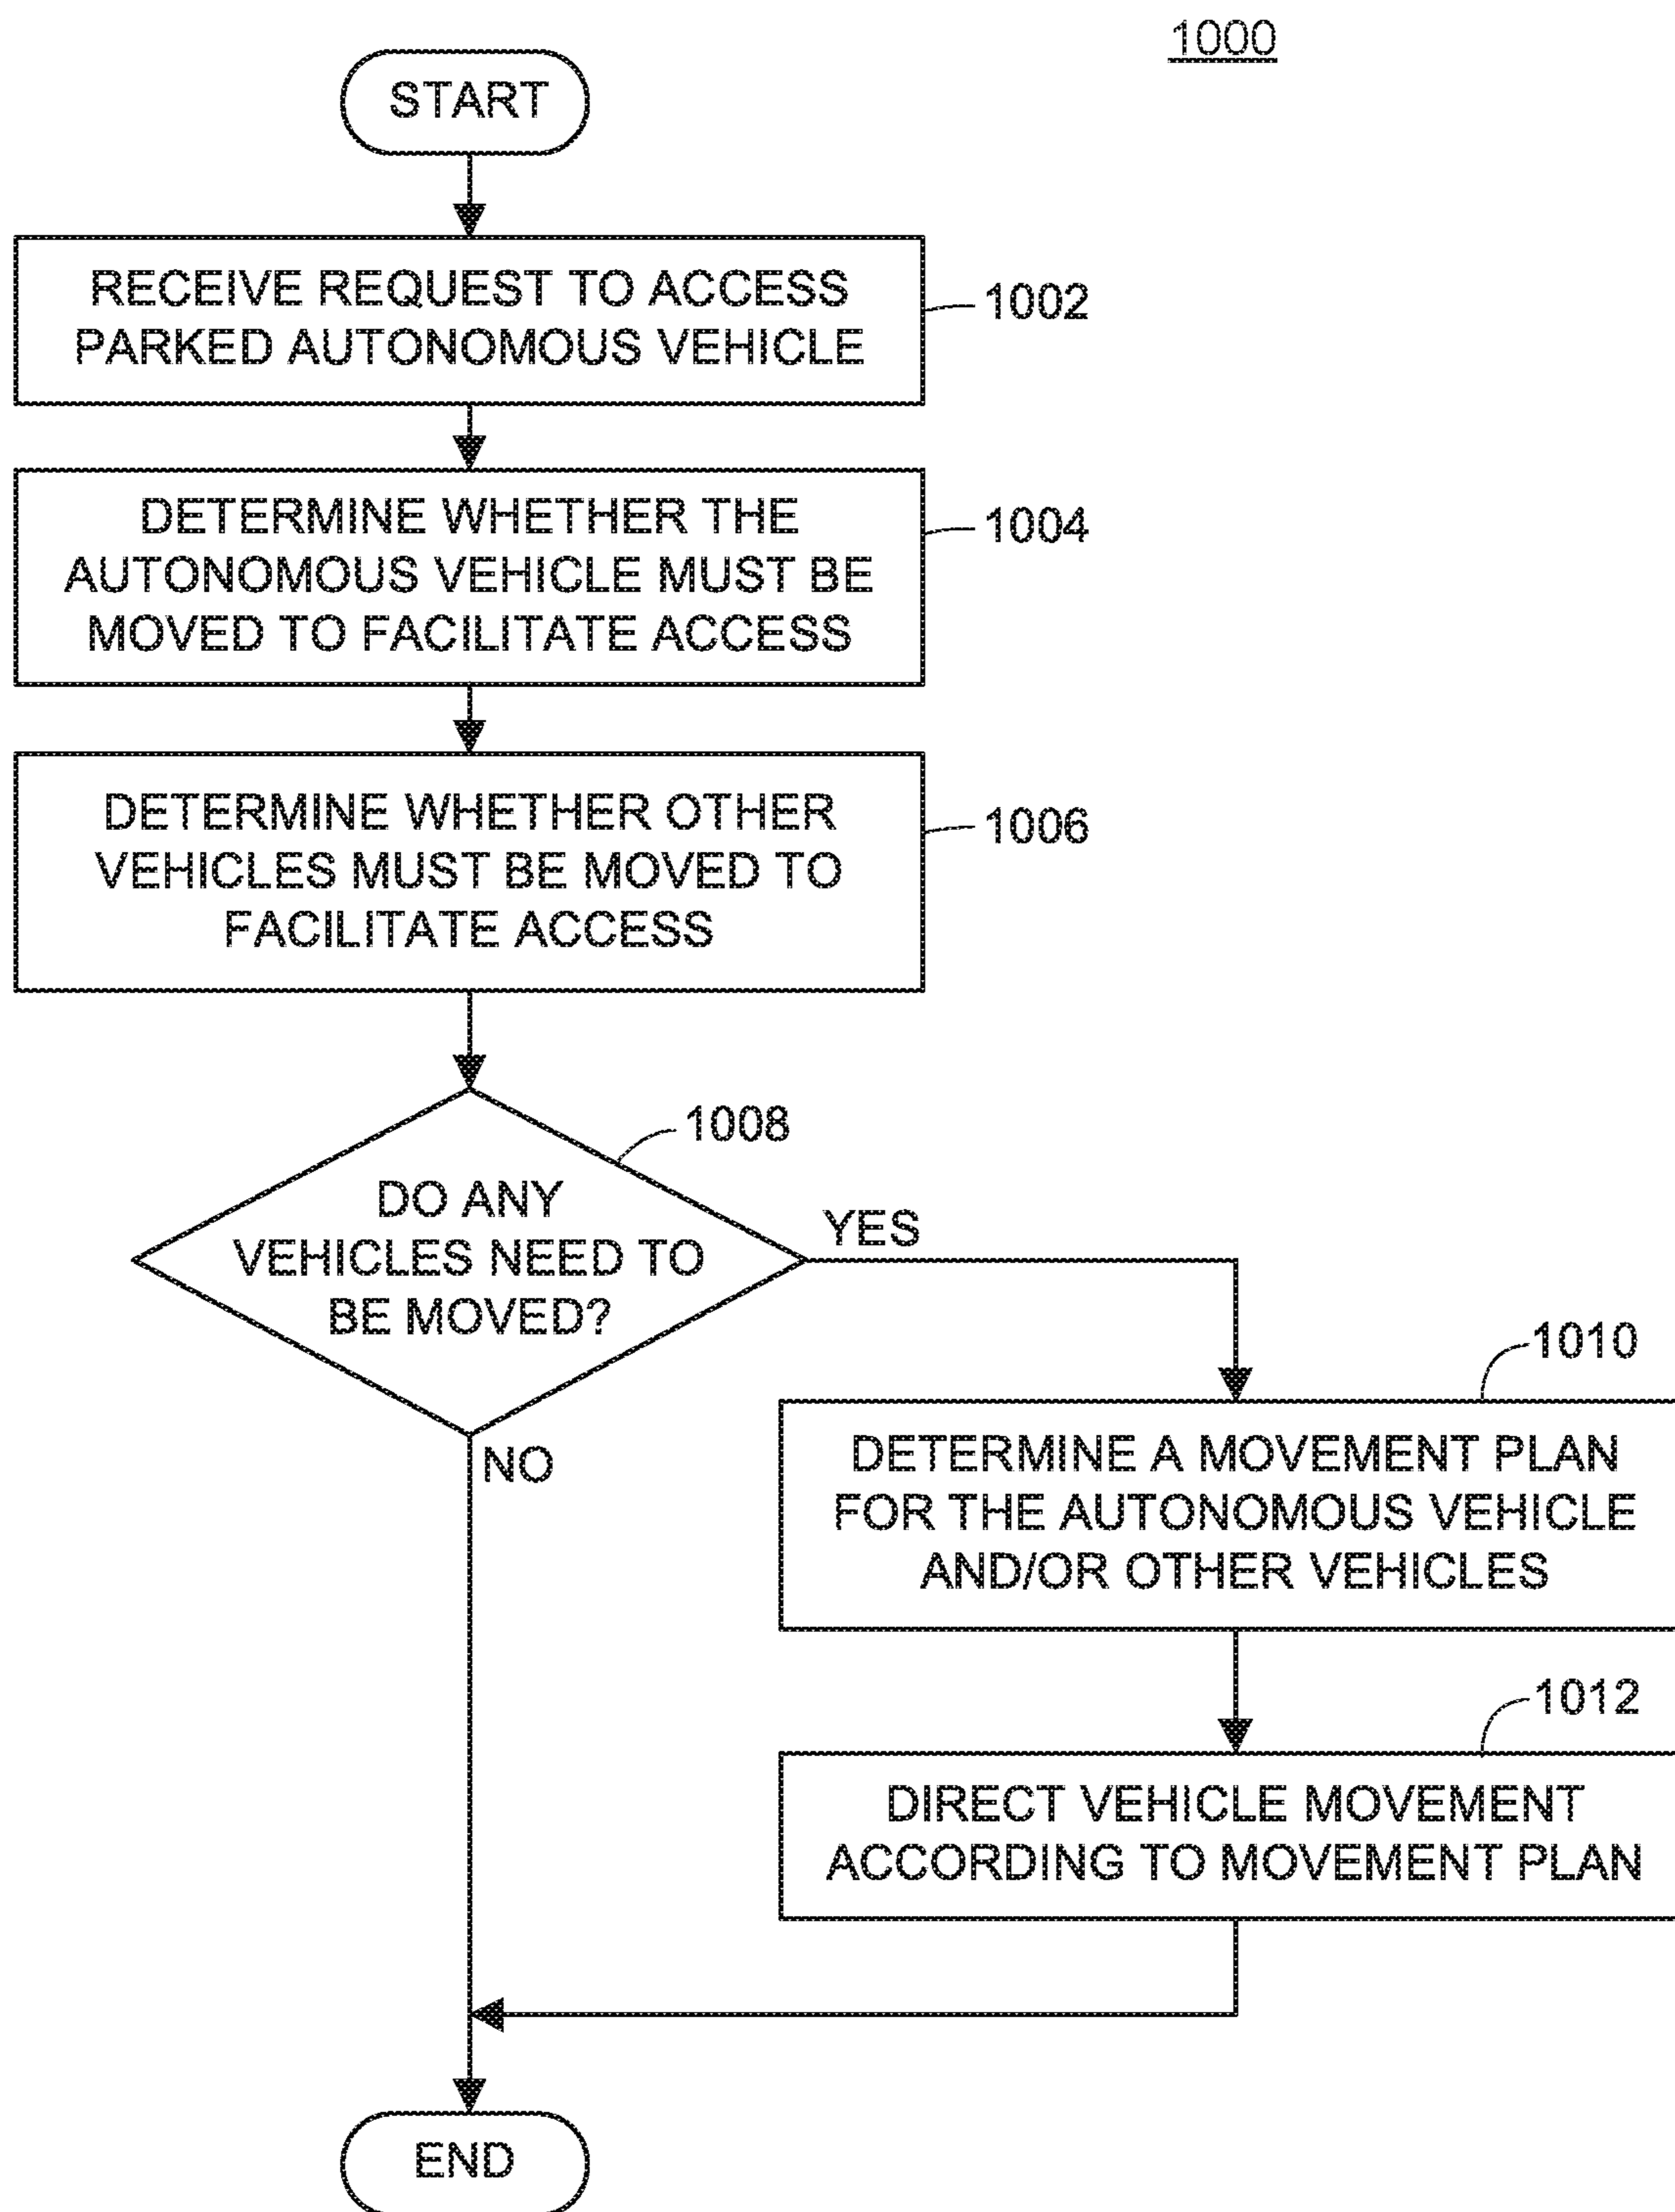 1000
START
RECEIVE REQUEST TO ACCESS
PARKED AUTONOMOUS VEHICLE
1002
DETERMINE WHETHER THE
AUTONOMOUS VEHICLE MUST BE
MOVED TO FACILITATE ACCESS
1004
DETERMINE WHETHER OTHER
VEHICLES MUST BE MOVED TO
FACILITATE ACCESS
1006
1008
DO ANY
VEHICLES NEED TO
BE MOVED?
YES
NO
1010
DETERMINE A MOVEMENT PLAN
FOR THE AUTONOMOUS VEHICLE
AND/OR OTHER VEHICLES
1012
DIRECT VEHICLE MOVEMENT
ACCORDING TO MOVEMENT PLAN
END